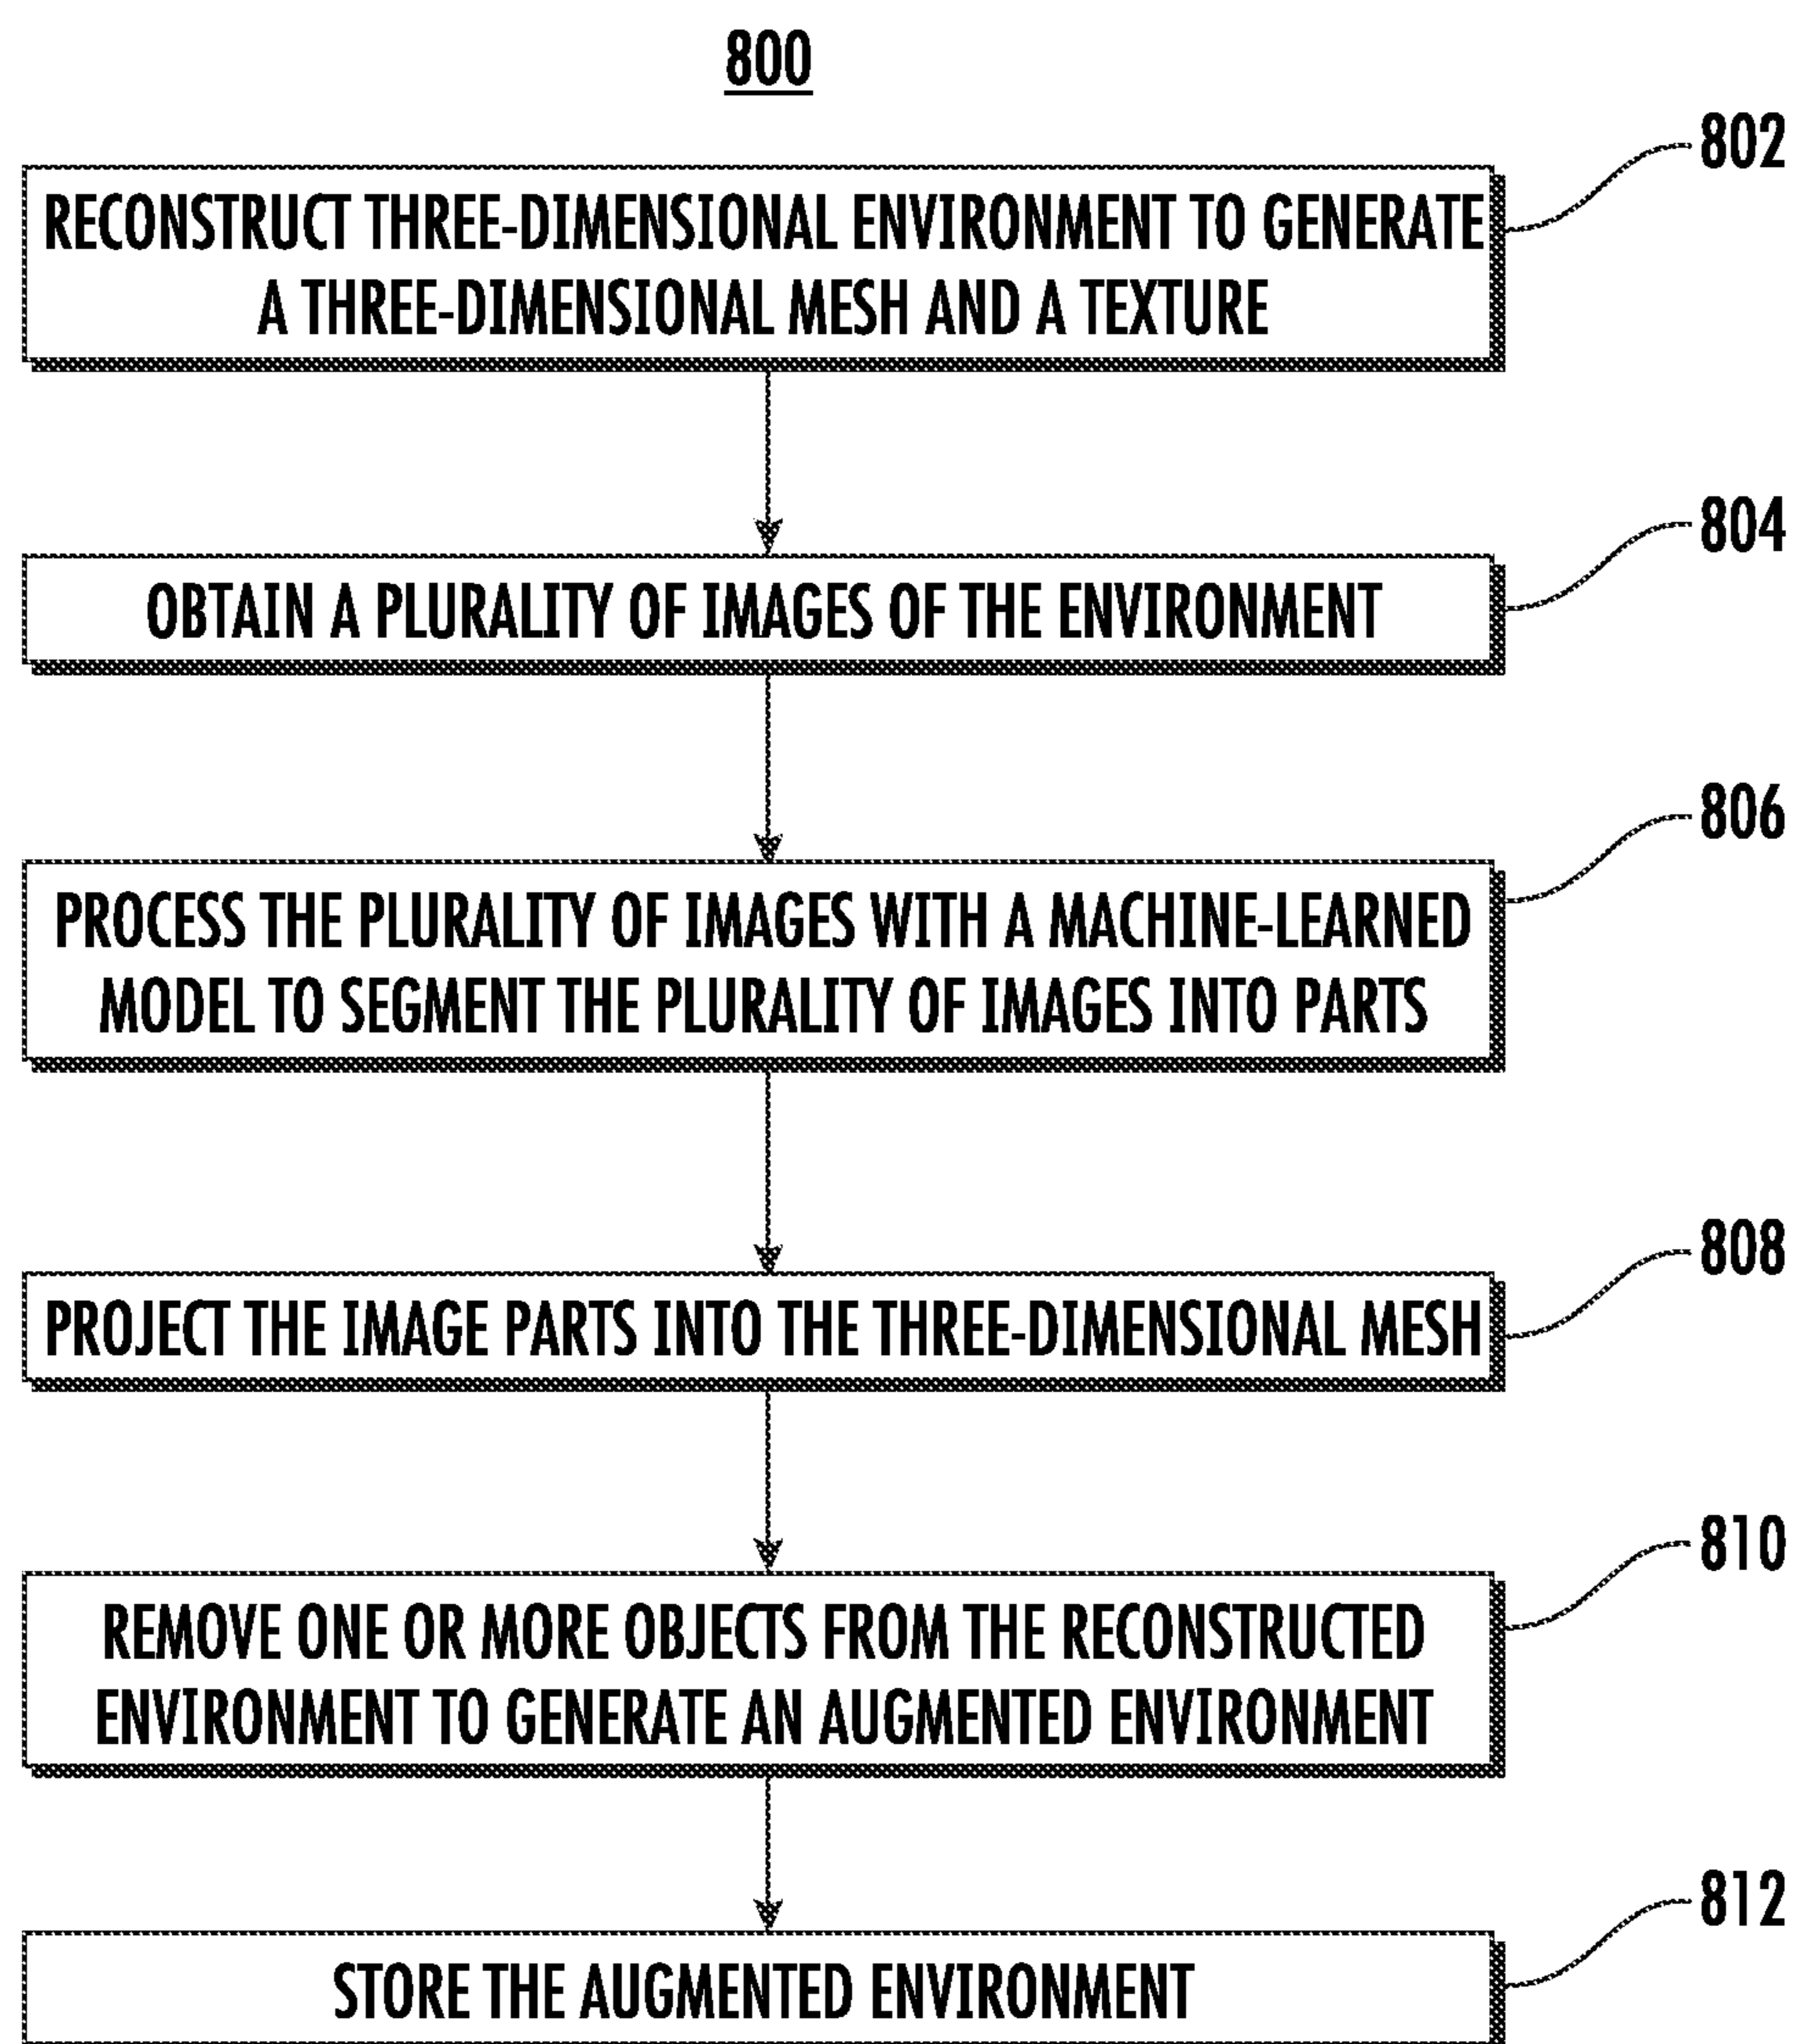 800
802
RECONSTRUCT THREE-DIMENSIONAL ENVIRONMENT TO GENERATE
A THREE-DIMENSIONAL MESH AND A TEXTURE
804
OBTAIN A PLURALITY OF IMAGES OF THE ENVIRONMENT
806
PROCESS THE PLURALITY OF IMAGES WITH A MACHINE-LEARNED
MODEL TO SEGMENT THE PLURALITY OF IMAGES INTO PARTS
808
PROJECT THE IMAGE PARTS INTO THE THREE-DIMENSIONAL MESH
810
REMOVE ONE OR MORE OBJECTS FROM THE RECONSTRUCTED
ENVIRONMENT TO GENERATE AN AUGMENTED ENVIRONMENT
812
STORE THE AUGMENTED ENVIRONMENT